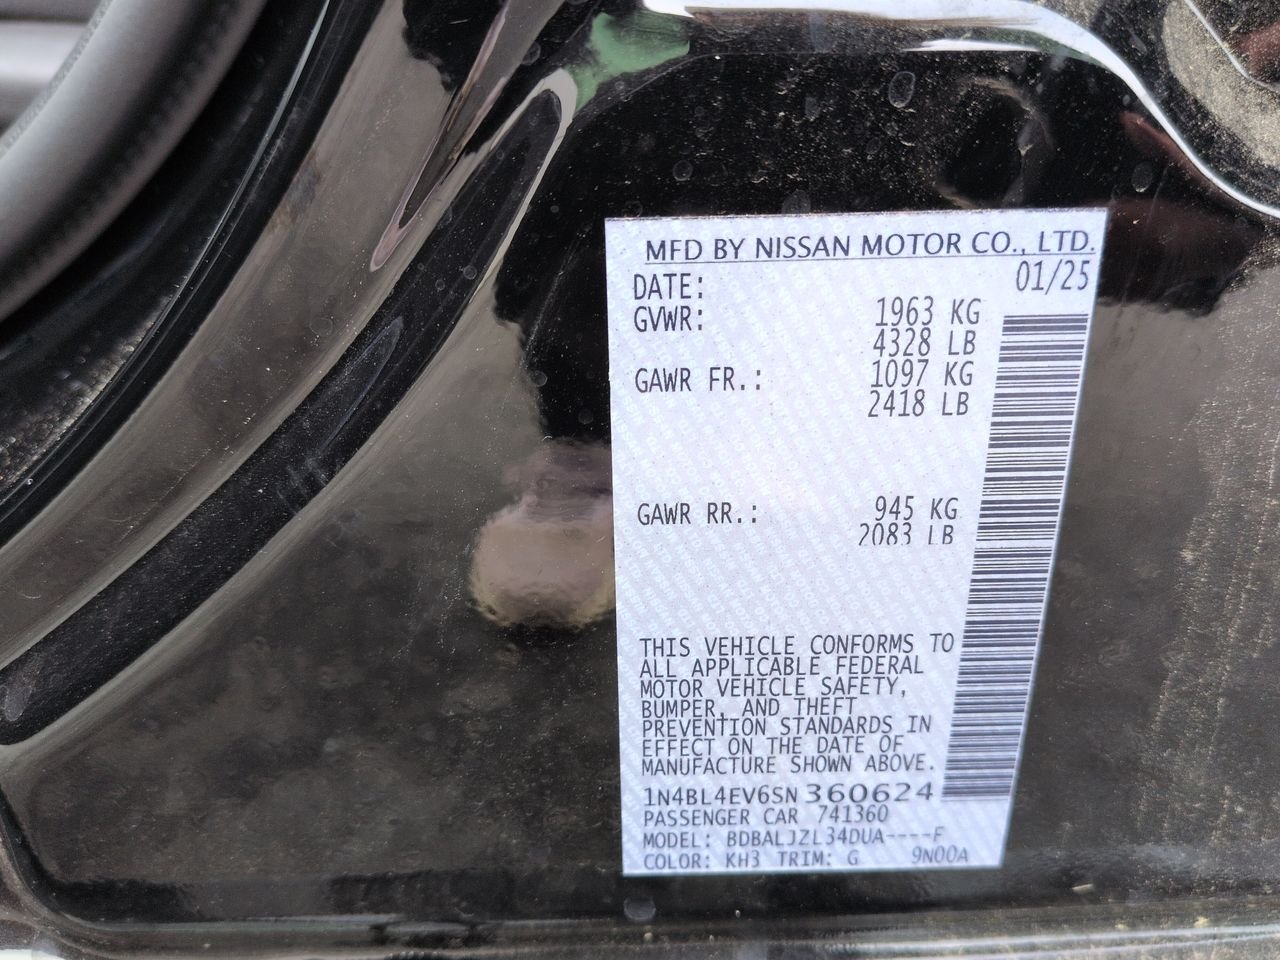 MFD BY NISSAN MOTOR CO., LTD.
DATE: 01/25
GVWR: 1963 KG
4328 LB
GAWR FR.: 1097 KG
2418 LB
GAWR RR.: 945 KG
2083 LB
THIS VEHICLE CONFORMS TO
ALL APPLICABLE FEDERAL
MOTOR VEHICLE SAFETY,
BUMPER, AND THEFT
PREVENTION STANDARDS IN
EFFECT ON THE DATE OF
MANUFACTURE SHOWN ABOVE.
1N4BL4EV6SN360624
PASSENGER CAR 741360
MODEL: BDBALJZL34DUA----F
COLOR: KH3 TRIM: G 9N00A